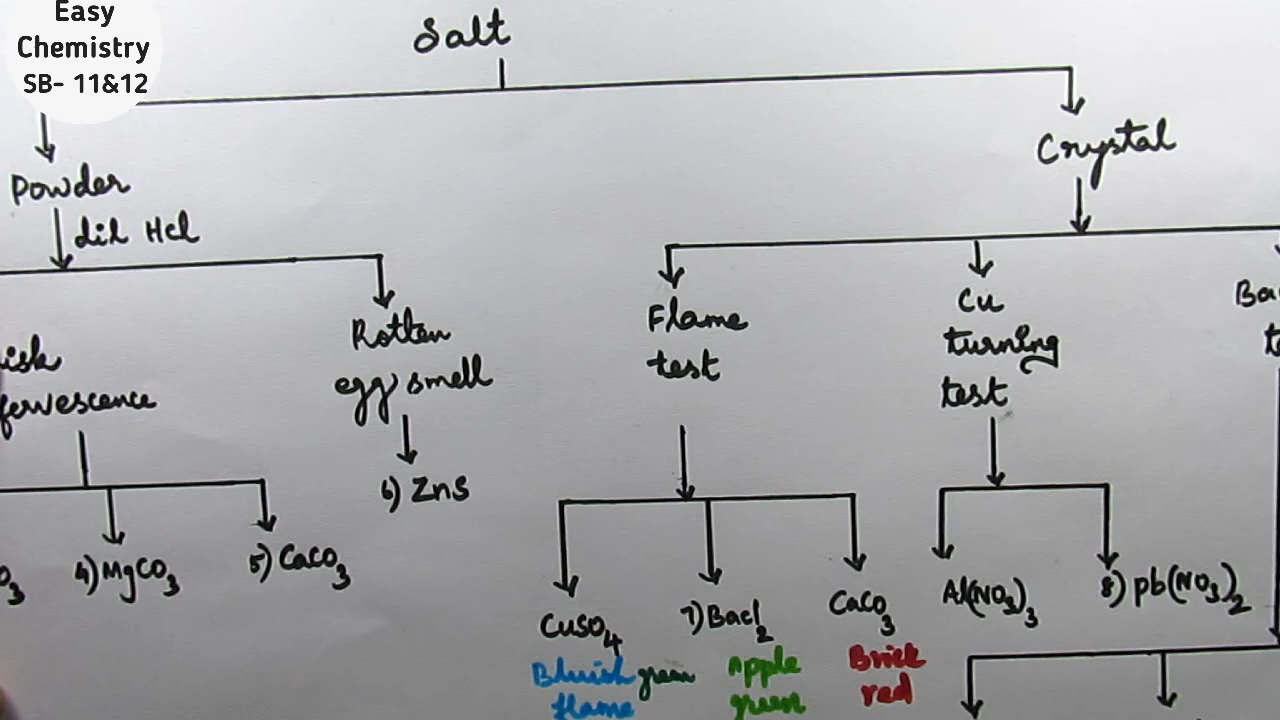 Easy
Chemistry
SB- 11&12
Salt
Powder
Crystal
dil Hcl
Flame
test
Cu
turning
test
Rotten
egg smell
6) ZnS
4) MgCO3
5) CaCO3
CuSO4
7) Bacl2
CaCO3
Al(NO3)3
8) pb(NO3)2
Bluish green
flame
Apple
green
Brick
red